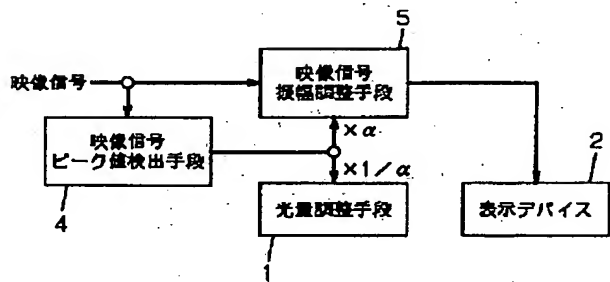 5
映像信号
映像信号
振幅調整手段
映像信号
ピーク値検出手段
×α
×1/α
4
光量調整手段
1
2
表示デバイス